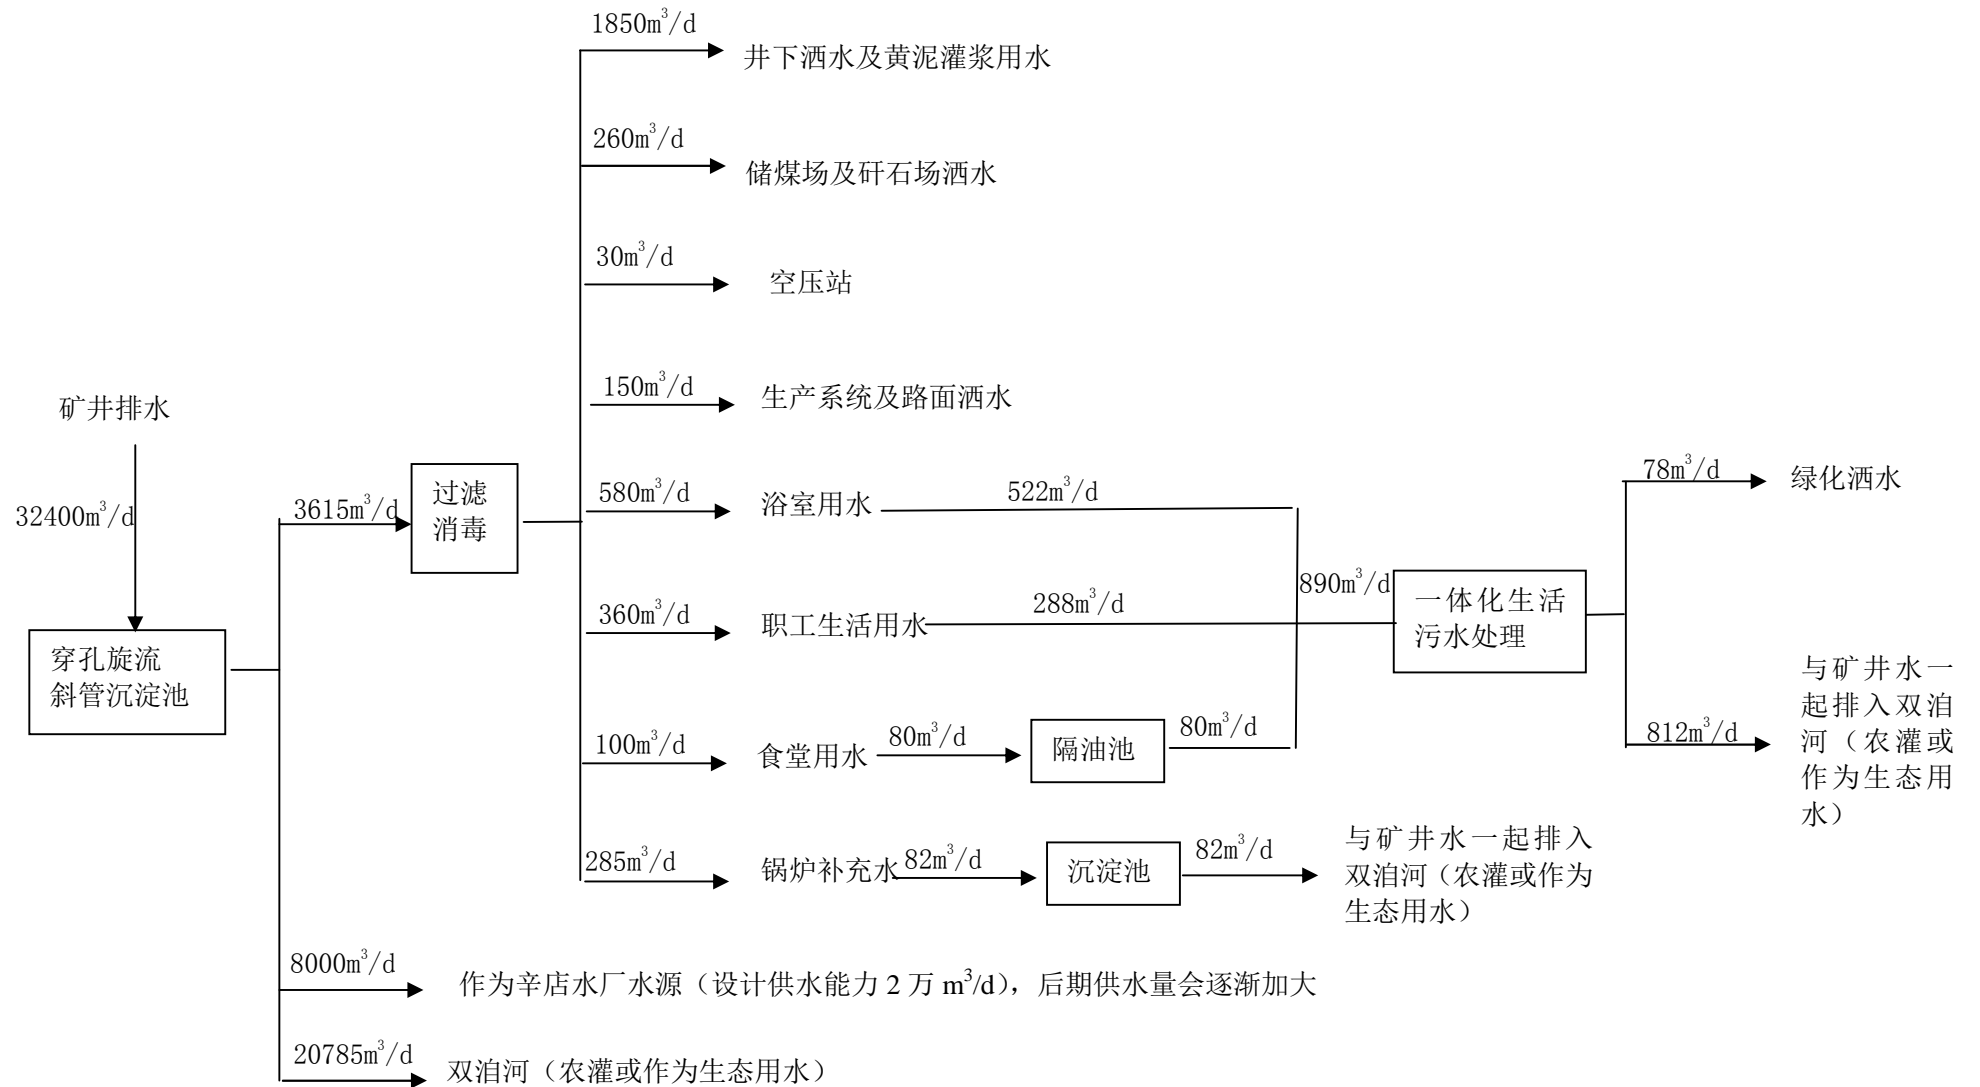 1850m³/d
井下洒水及黄泥灌浆用水
260m³/d
储煤场及矸石场洒水
30m³/d
空压站
150m³/d
生产系统及路面洒水
矿井排水
32400m³/d
3615m³/d
过滤
消毒
580m³/d
浴室用水
522m³/d
78m³/d
绿化洒水
360m³/d
职工生活用水
288m³/d
890m³/d
一体化生活
污水处理
穿孔旋流
斜管沉淀池
812m³/d
与矿井水一
起排入双洎
河（农灌或
作为生态用
水）
100m³/d
食堂用水
80m³/d
隔油池
80m³/d
285m³/d
锅炉补充水
82m³/d
沉淀池
82m³/d
与矿井水一起排入
双洎河（农灌或作为
生态用水）
8000m³/d
作为辛店水厂水源（设计供水能力 2 万 m³/d），后期供水量会逐渐加大
20785m³/d
双洎河（农灌或作为生态用水）